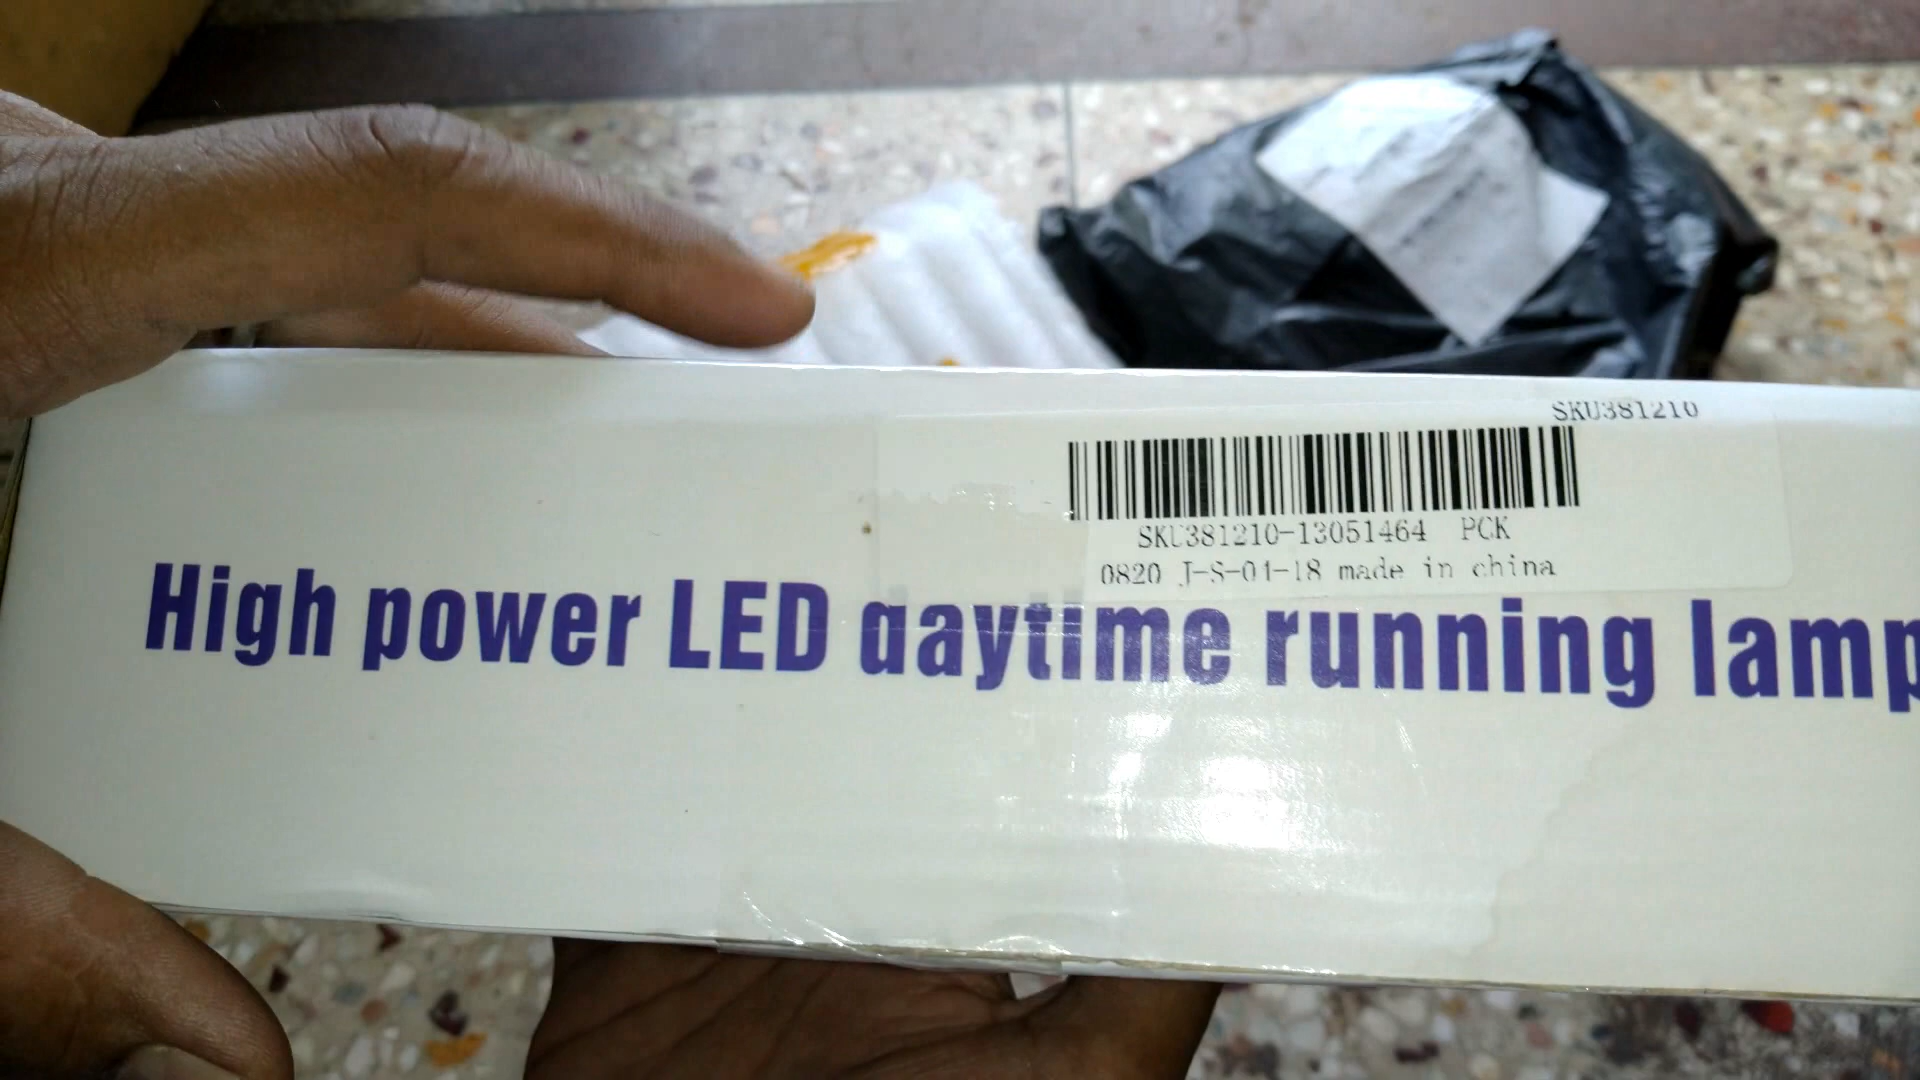 SKU381210
SKU381210-13051464 PCK
0820 J-S-01-18 made in china
High power LED daytime running lamp